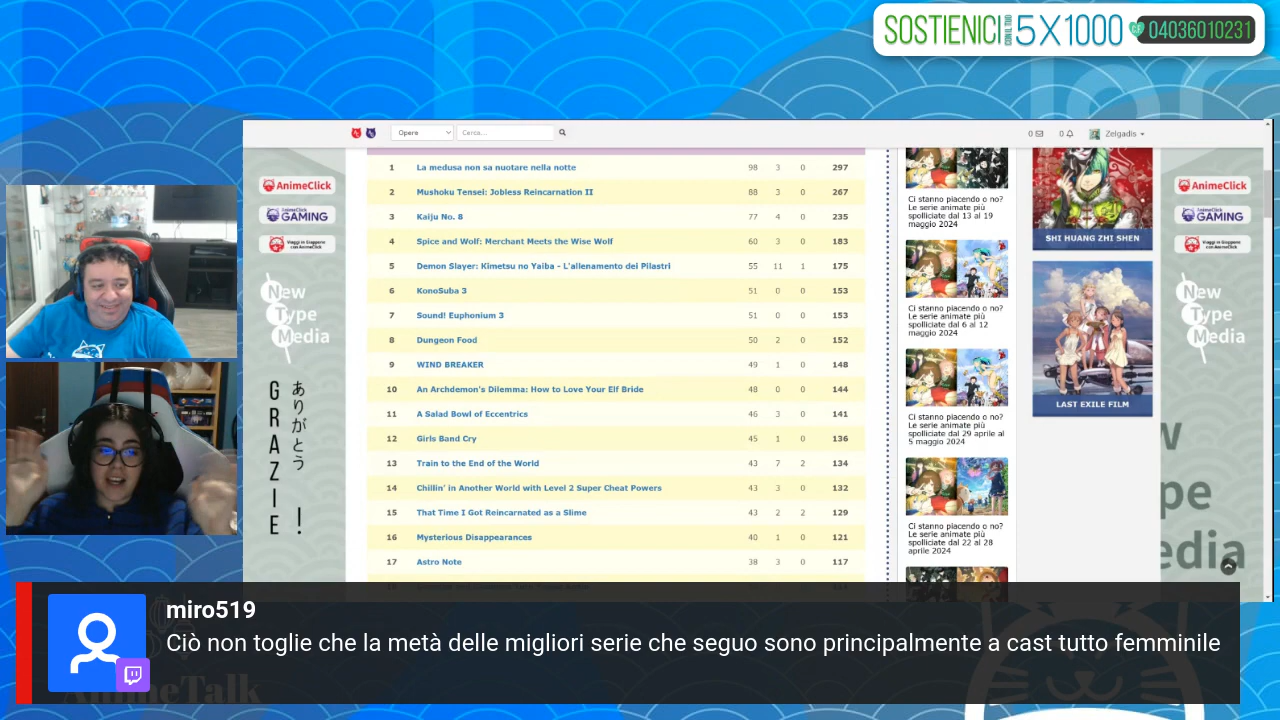 SOSTIENICI CON IL TUO 5X1000 CF 04036010231
Opere
Cerca...
0
0
Zelgadis
1 La medusa non sa nuotare nella notte 98 3 0 297
2 Mushoku Tensei: Jobless Reincarnation II 88 3 0 267
3 Kaiju No. 8 77 4 0 235
4 Spice and Wolf: Merchant Meets the Wise Wolf 60 3 0 183
5 Demon Slayer: Kimetsu no Yaiba - L'allenamento dei Pilastri 55 11 1 175
6 KonoSuba 3 51 0 0 153
7 Sound! Euphonium 3 51 0 0 153
8 Dungeon Food 50 2 0 152
9 WIND BREAKER 49 1 0 148
10 An Archdemon's Dilemma: How to Love Your Elf Bride 48 0 0 144
11 A Salad Bowl of Eccentrics 46 3 0 141
12 Girls Band Cry 45 1 0 136
13 Train to the End of the World 43 7 2 134
14 Chillin' in Another World with Level 2 Super Cheat Powers 43 3 0 132
15 That Time I Got Reincarnated as a Slime 43 2 2 129
16 Mysterious Disappearances 40 1 0 121
17 Astro Note 38 3 0 117
Ci stanno piacendo o no?
Le serie animate più
spolliciate dal 13 al 19
maggio 2024
Ci stanno piacendo o no?
Le serie animate più
spolliciate dal 6 al 12
maggio 2024
Ci stanno piacendo o no?
Le serie animate più
spolliciate dal 29 aprile al
5 maggio 2024
Ci stanno piacendo o no?
Le serie animate più
spolliciate dal 22 al 28
aprile 2024
SHI HUANG ZHI SHEN
LAST EXILE FILM
AnimeClick
AnimeClick
GAMING
Viaggi in Giappone
con AnimeClick
New
Type
Media
GRAZIE!
ありがとう
AnimeClick
AnimeClick
GAMING
Viaggi in Giappone
con AnimeClick
New
Type
Media
w
pe
edia
miro519
Ciò non toglie che la metà delle migliori serie che seguo sono principalmente a cast tutto femminile
AnimeTalk